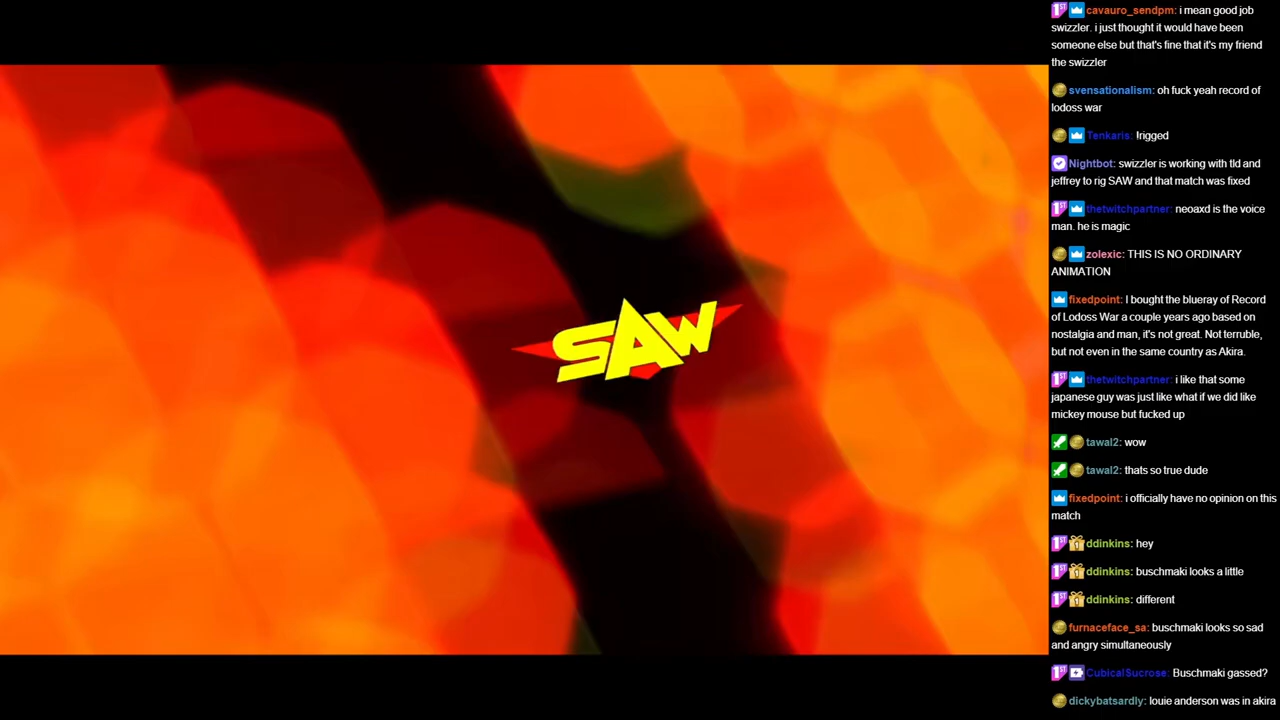 SAW
cavauro_sendpm: i mean good job
swizzler. i just thought it would have been
someone else but that's fine that it's my friend
the swizzler
svensationalism: oh fuck yeah record of
lodoss war
Tenkaris: !rigged
Nightbot: swizzler is working with tld and
jeffrey to rig SAW and that match was fixed
thetwitchpartner: neoaxd is the voice
man. he is magic
zolexic: THIS IS NO ORDINARY
ANIMATION
fixedpoint: I bought the blueray of Record
of Lodoss War a couple years ago based on
nostalgia and man, it's not great. Not terruble,
but not even in the same country as Akira.
thetwitchpartner: i like that some
japanese guy was just like what if we did like
mickey mouse but fucked up
tawal2: wow
tawal2: thats so true dude
fixedpoint: i officially have no opinion on this
match
ddinkins: hey
ddinkins: buschmaki looks a little
ddinkins: different
furnaceface_sa: buschmaki looks so sad
and angry simultaneously
CubicalSucrose: Buschmaki gassed?
dickybatsardly: louie anderson was in akira